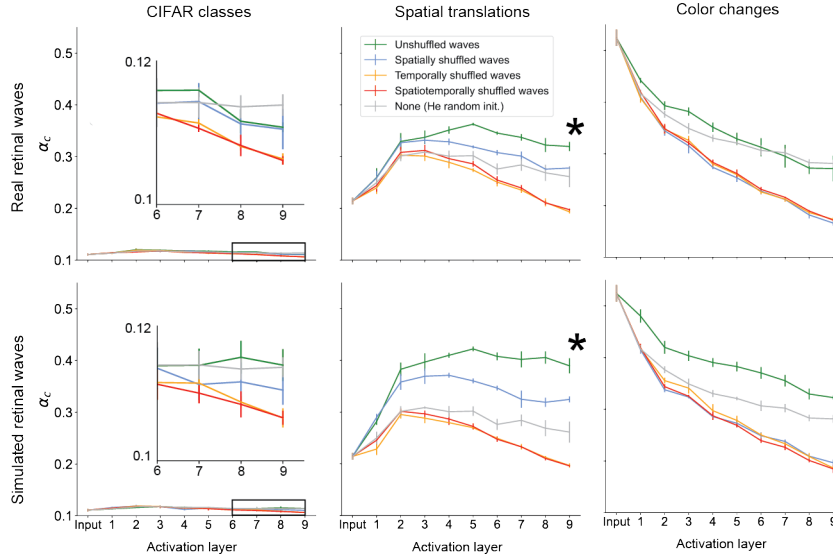 CIFAR classes
Spatial translations
Color changes
Real retinal waves
α_c
0.5
0.4
0.3
0.2
0.1
0.12
0.1
6 7 8 9
Unshuffled waves
Spatially shuffled waves
Temporally shuffled waves
Spatiotemporally shuffled waves
None (He random init.)
*
Simulated retinal waves
α_c
0.5
0.4
0.3
0.2
0.1
0.12
0.1
6 7 8 9
*
Input 1 2 3 4 5 6 7 8 9
Input 1 2 3 4 5 6 7 8 9
Input 1 2 3 4 5 6 7 8 9
Activation layer
Activation layer
Activation layer